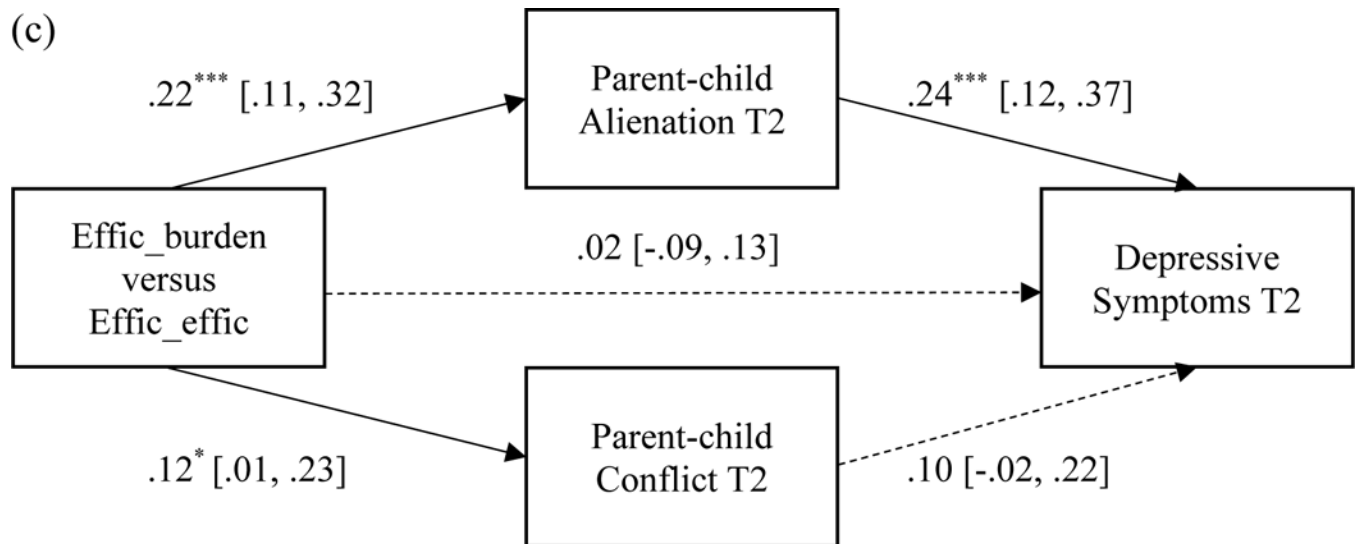 (c)
.22*** [.11, .32]
Parent-child
Alienation T2
.24*** [.12, .37]
Effic_burden
versus
Effic_effic
.02 [-.09, .13]
Depressive
Symptoms T2
.12* [.01, .23]
Parent-child
Conflict T2
.10 [-.02, .22]